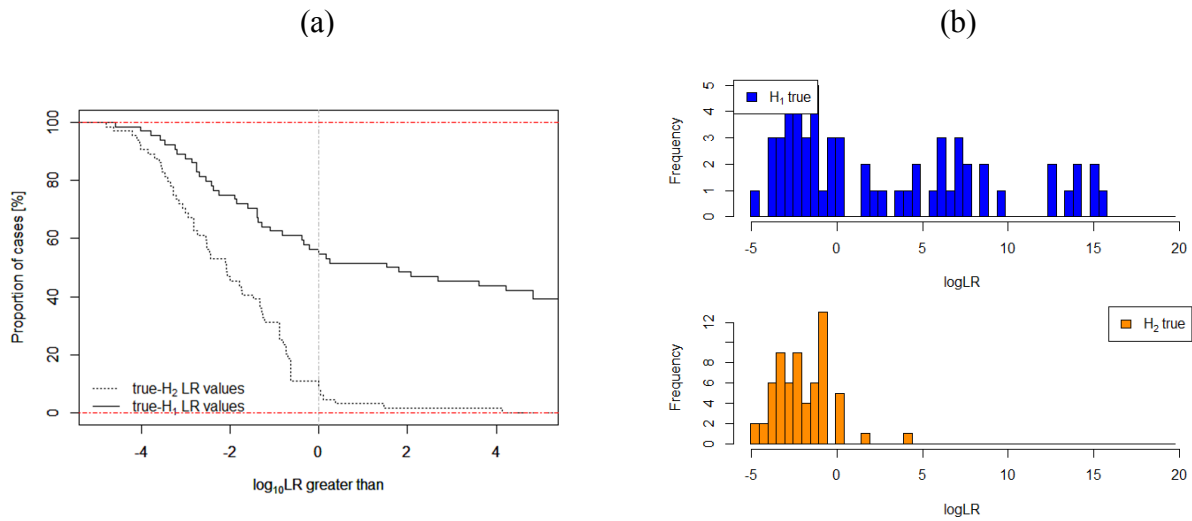 (a)
(b)
Proportion of cases [%]
100
80
60
40
20
0
true-H₂ LR values
true-H₁ LR values
-4
-2
0
2
4
log₁₀LR greater than
Frequency
5
4
3
2
1
0
H₁ true
-5
0
5
10
15
20
logLR
Frequency
12
8
6
4
2
0
H₂ true
-5
0
5
10
15
20
logLR